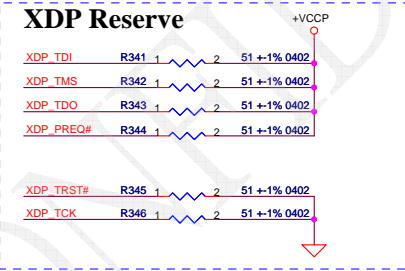 XDP Reserve
+VCCP
XDP_TDI R341 1 2 51 +-1% 0402
XDP_TMS R342 1 2 51 +-1% 0402
XDP_TDO R343 1 2 51 +-1% 0402
XDP_PREQ# R344 1 2 51 +-1% 0402
XDP_TRST# R345 1 2 51 +-1% 0402
XDP_TCK R346 1 2 51 +-1% 0402